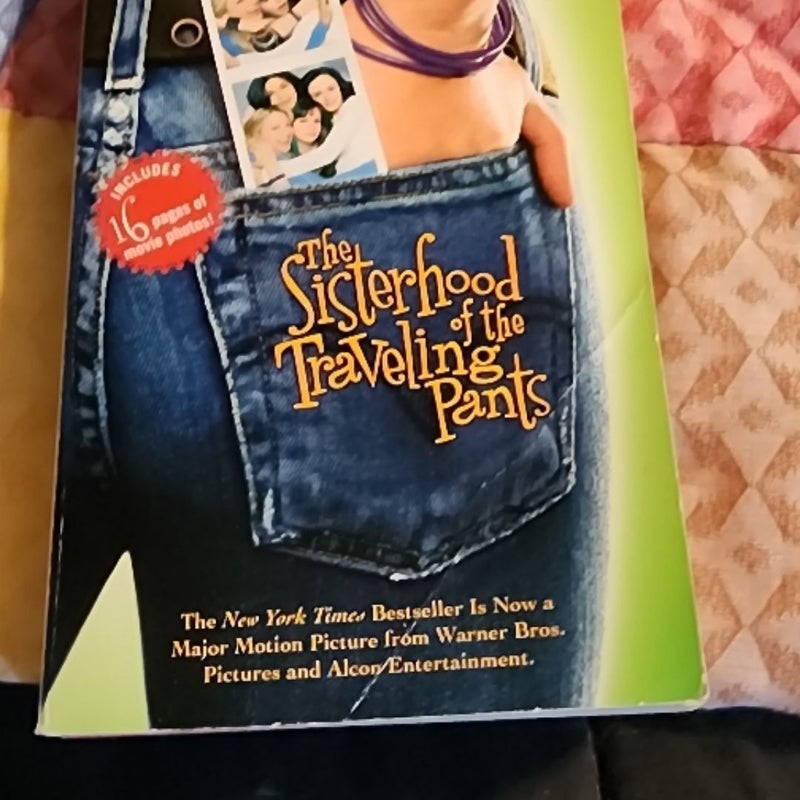 INCLUDES
16 pages of
movie photos!
The
Sisterhood
of the
Traveling
Pants
The New York Times Bestseller Is Now a
Major Motion Picture from Warner Bros.
Pictures and Alcon Entertainment.